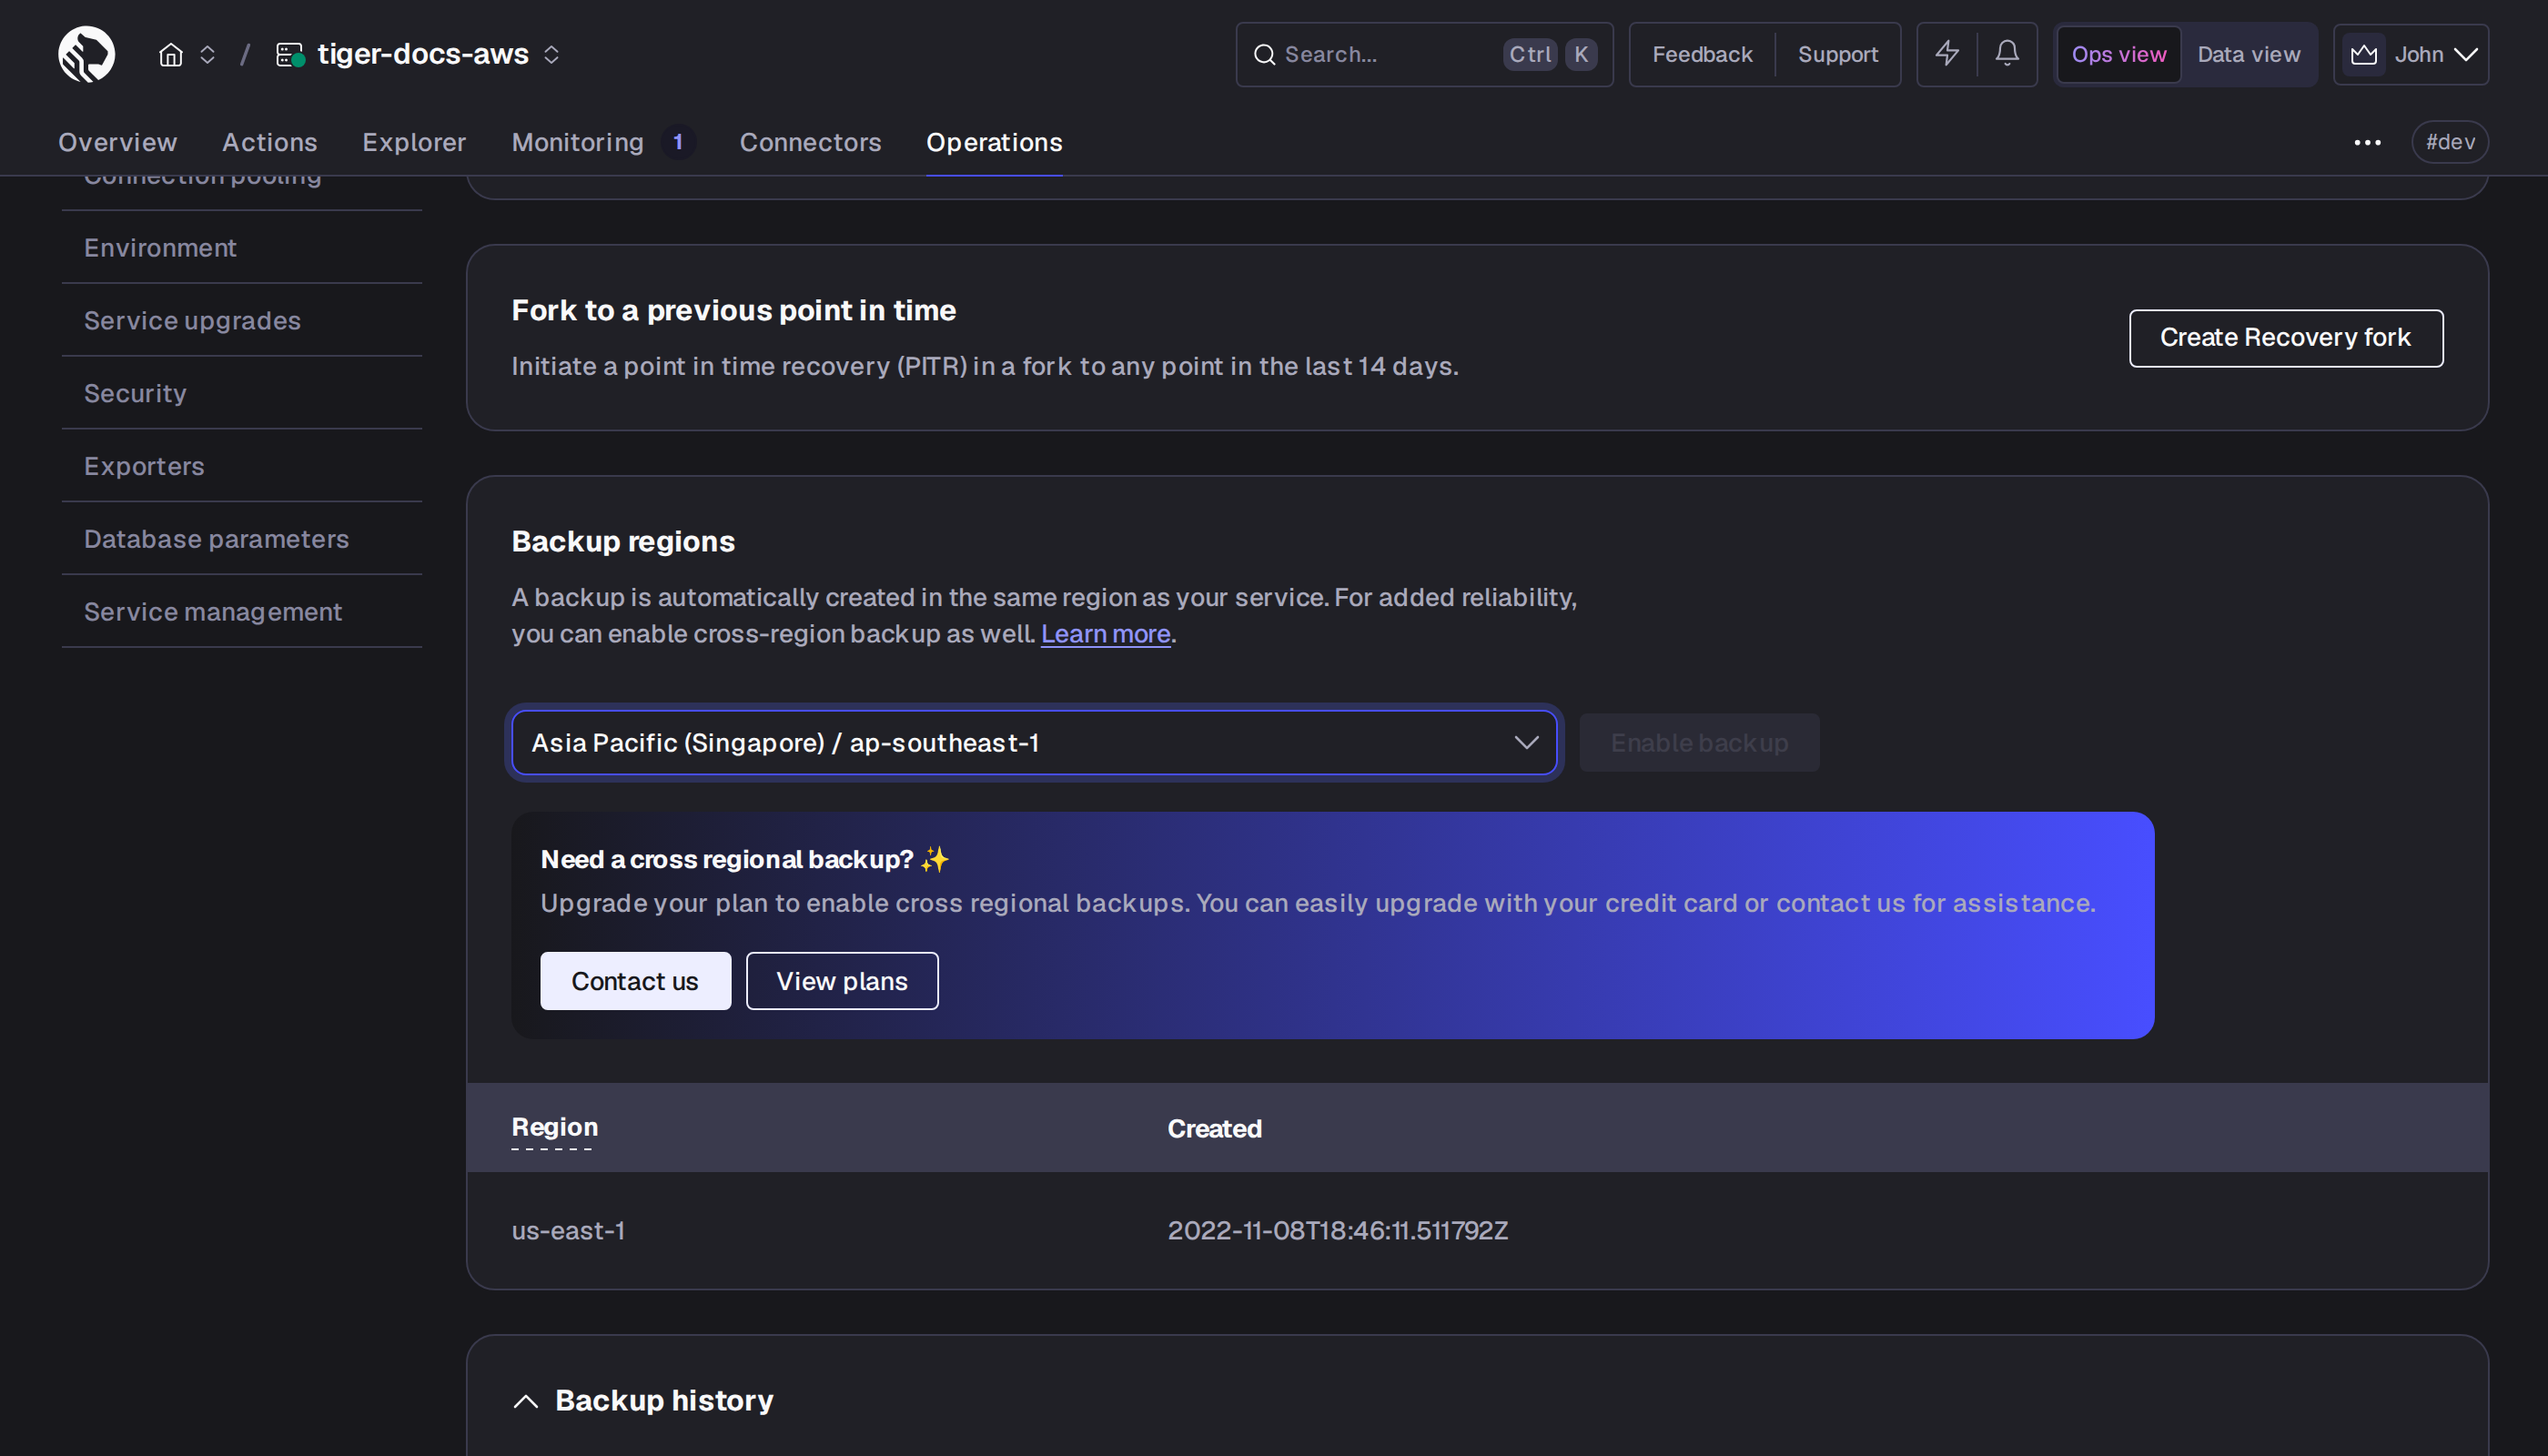 tiger-docs-aws
Search...
Ctrl K
Feedback
Support
Ops view
Data view
John
Overview
Actions
Explorer
Monitoring 1
Connectors
Operations
#dev
Connection pooling
Environment
Service upgrades
Security
Exporters
Database parameters
Service management
Fork to a previous point in time
Initiate a point in time recovery (PITR) in a fork to any point in the last 14 days.
Create Recovery fork
Backup regions
A backup is automatically created in the same region as your service. For added reliability,
you can enable cross-region backup as well. Learn more.
Asia Pacific (Singapore) / ap-southeast-1
Enable backup
Need a cross regional backup? ✨
Upgrade your plan to enable cross regional backups. You can easily upgrade with your credit card or contact us for assistance.
Contact us
View plans
Region
Created
us-east-1
2022-11-08T18:46:11.511792Z
Backup history